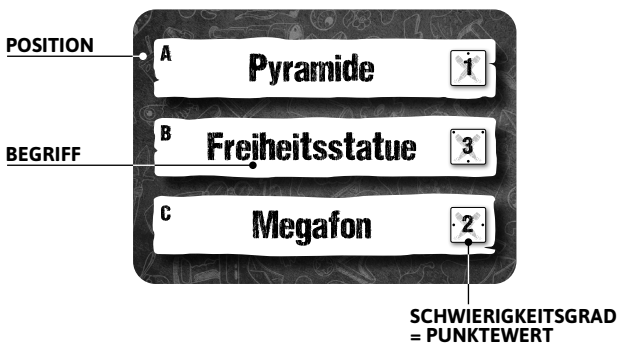 POSITION
A
Pyramide
1
BEGRIFF
B
Freiheitsstatue
3
C
Megafon
2
SCHWIERIGKEITSGRAD
= PUNKTEWERT